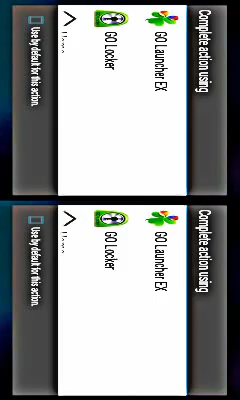 Complete action using
GO Launcher EX
GO Locker
Use by default for this action.
Complete action using
GO Launcher EX
GO Locker
Use by default for this action.